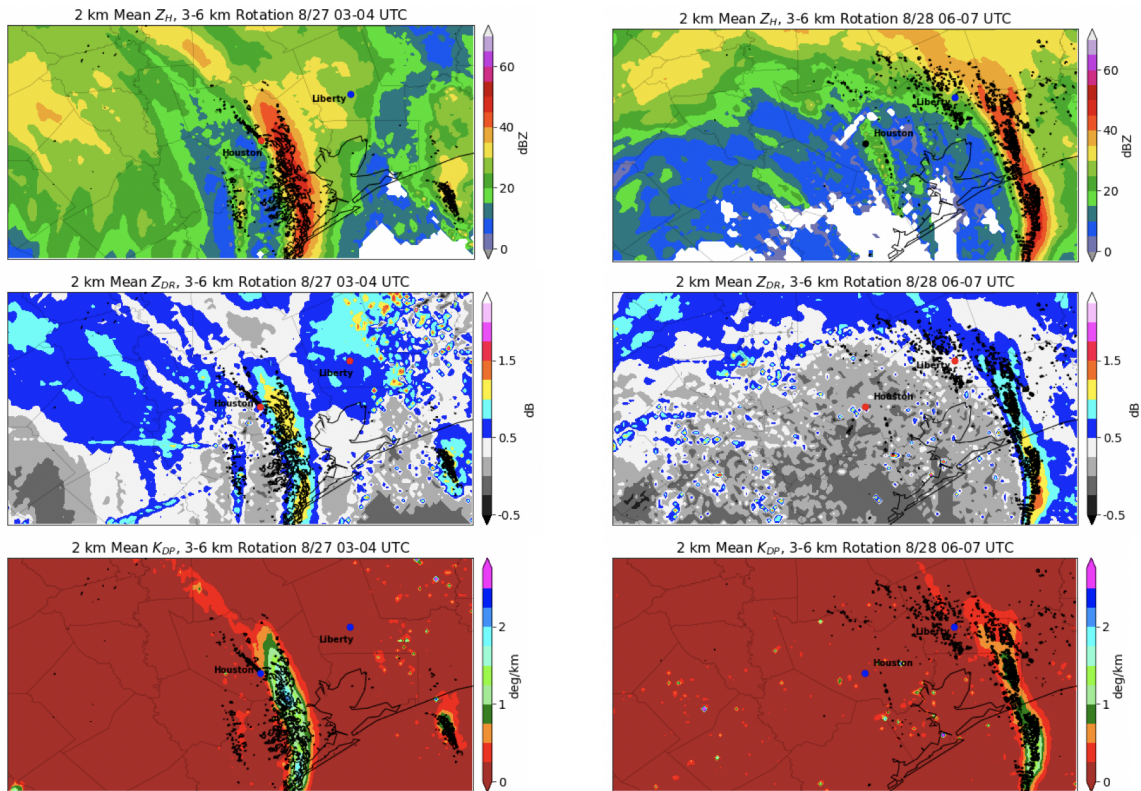 2 km Mean Z_H, 3-6 km Rotation 8/27 03-04 UTC
Liberty
Houston
60
40
20
0
dBZ
2 km Mean Z_H, 3-6 km Rotation 8/28 06-07 UTC
Liberty
Houston
60
40
20
0
dBZ
2 km Mean Z_DR, 3-6 km Rotation 8/27 03-04 UTC
Liberty
Houston
1.5
0.5
-0.5
dB
2 km Mean Z_DR, 3-6 km Rotation 8/28 06-07 UTC
Liberty
Houston
1.5
0.5
-0.5
dB
2 km Mean K_DP, 3-6 km Rotation 8/27 03-04 UTC
Liberty
Houston
2
1
0
deg/km
2 km Mean K_DP, 3-6 km Rotation 8/28 06-07 UTC
Liberty
Houston
2
1
0
deg/km